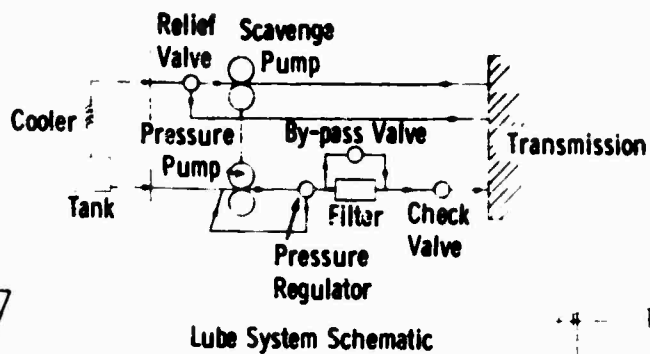 Relief Valve
Scavenge Pump
Cooler
Pressure Pump
By-pass Valve
Transmission
Tank
Filter
Check Valve
Pressure Regulator
Lube System Schematic